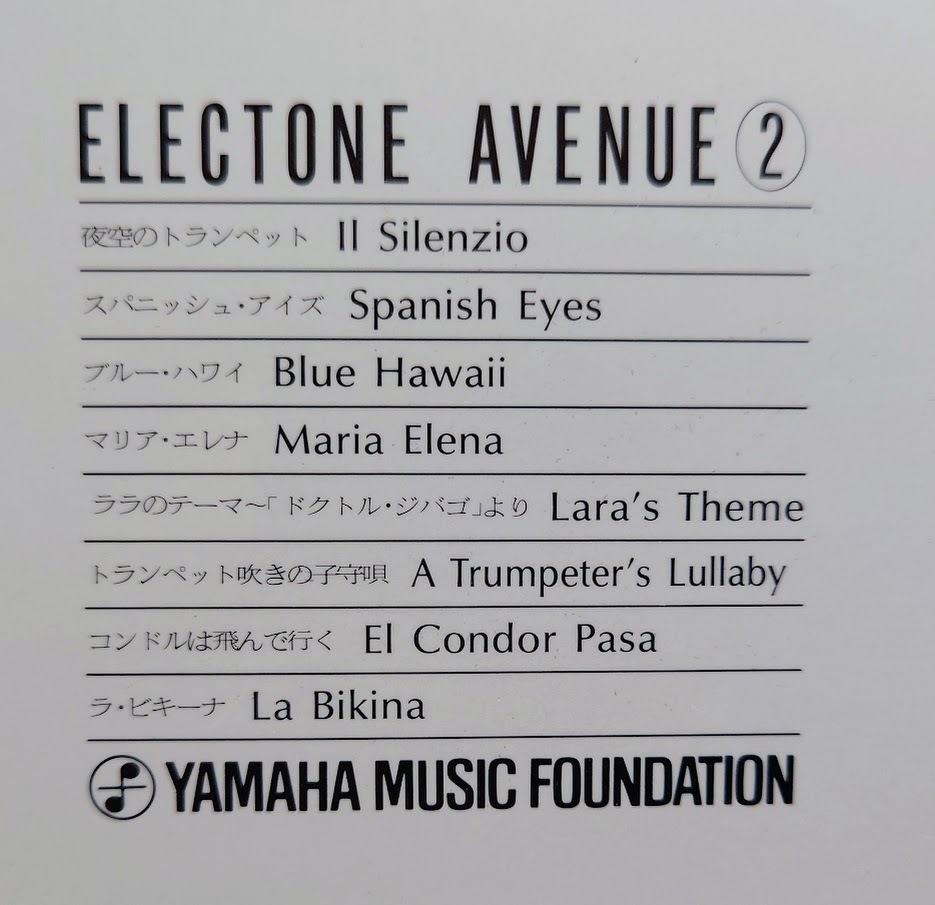 ELECTONE AVENUE ②
夜空のトランペット Il Silenzio
スパニッシュ・アイズ Spanish Eyes
ブルー・ハワイ Blue Hawaii
マリア・エレナ Maria Elena
ララのテーマ〜「ドクトル・ジバゴ」より Lara's Theme
トランペット吹きの子守唄 A Trumpeter's Lullaby
コンドルは飛んで行く El Condor Pasa
ラ・ビキーナ La Bikina
YAMAHA MUSIC FOUNDATION